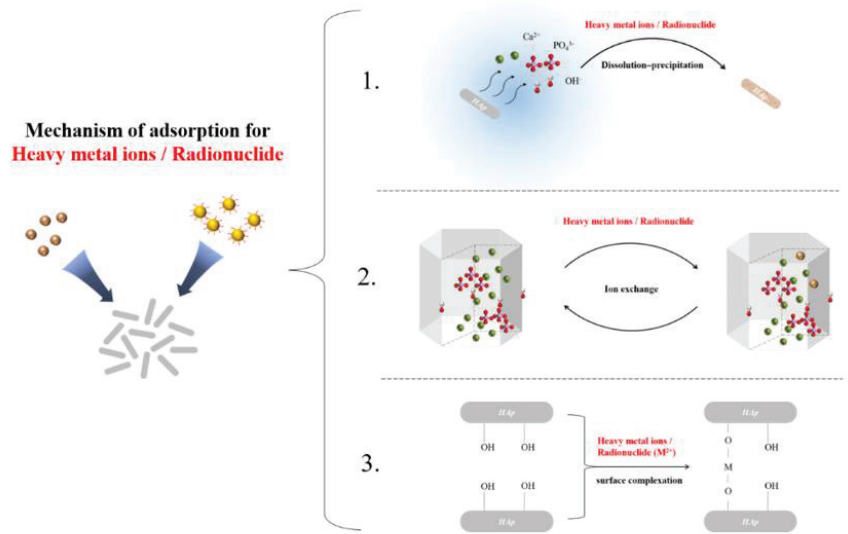 Mechanism of adsorption for
Heavy metal ions / Radionuclide
1.
Ca²⁺
PO₄³⁻
OH⁻
HAp
Heavy metal ions / Radionuclide
Dissolution–precipitation
HAp
2.
Heavy metal ions / Radionuclide
Ion exchange
3.
HAp
OH OH
OH OH
HAp
Heavy metal ions /
Radionuclide (M²⁺)
surface complexation
HAp
O OH
M
O OH
HAp